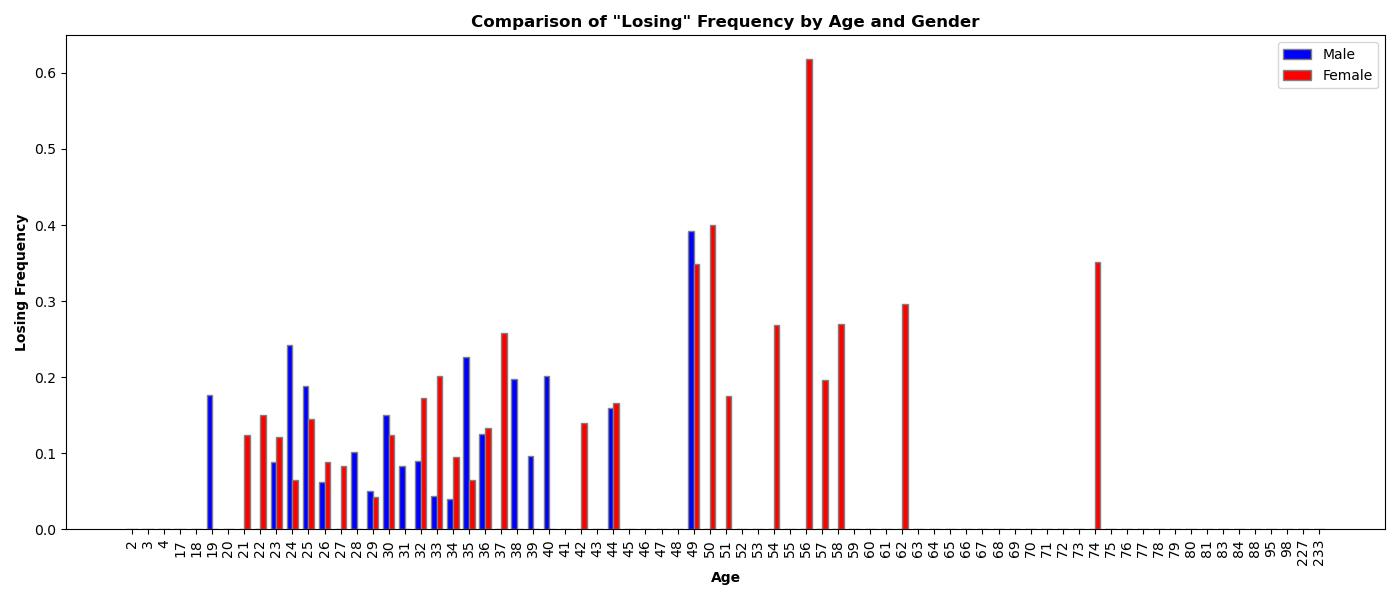 Comparison of "Losing" Frequency by Age and Gender
Male
Female
Losing Frequency
0.6
0.5
0.4
0.3
0.2
0.1
0.0
2 3 4 17 18 19 20 21 22 23 24 25 26 27 28 29 30 31 32 33 34 35 36 37 38 39 40 41 42 43 44 45 46 47 48 49 50 51 52 53 54 55 56 57 58 59 60 61 62 63 64 65 66 67 68 69 70 71 72 73 74 75 76 77 78 79 80 81 83 84 88 95 98 227 233
Age